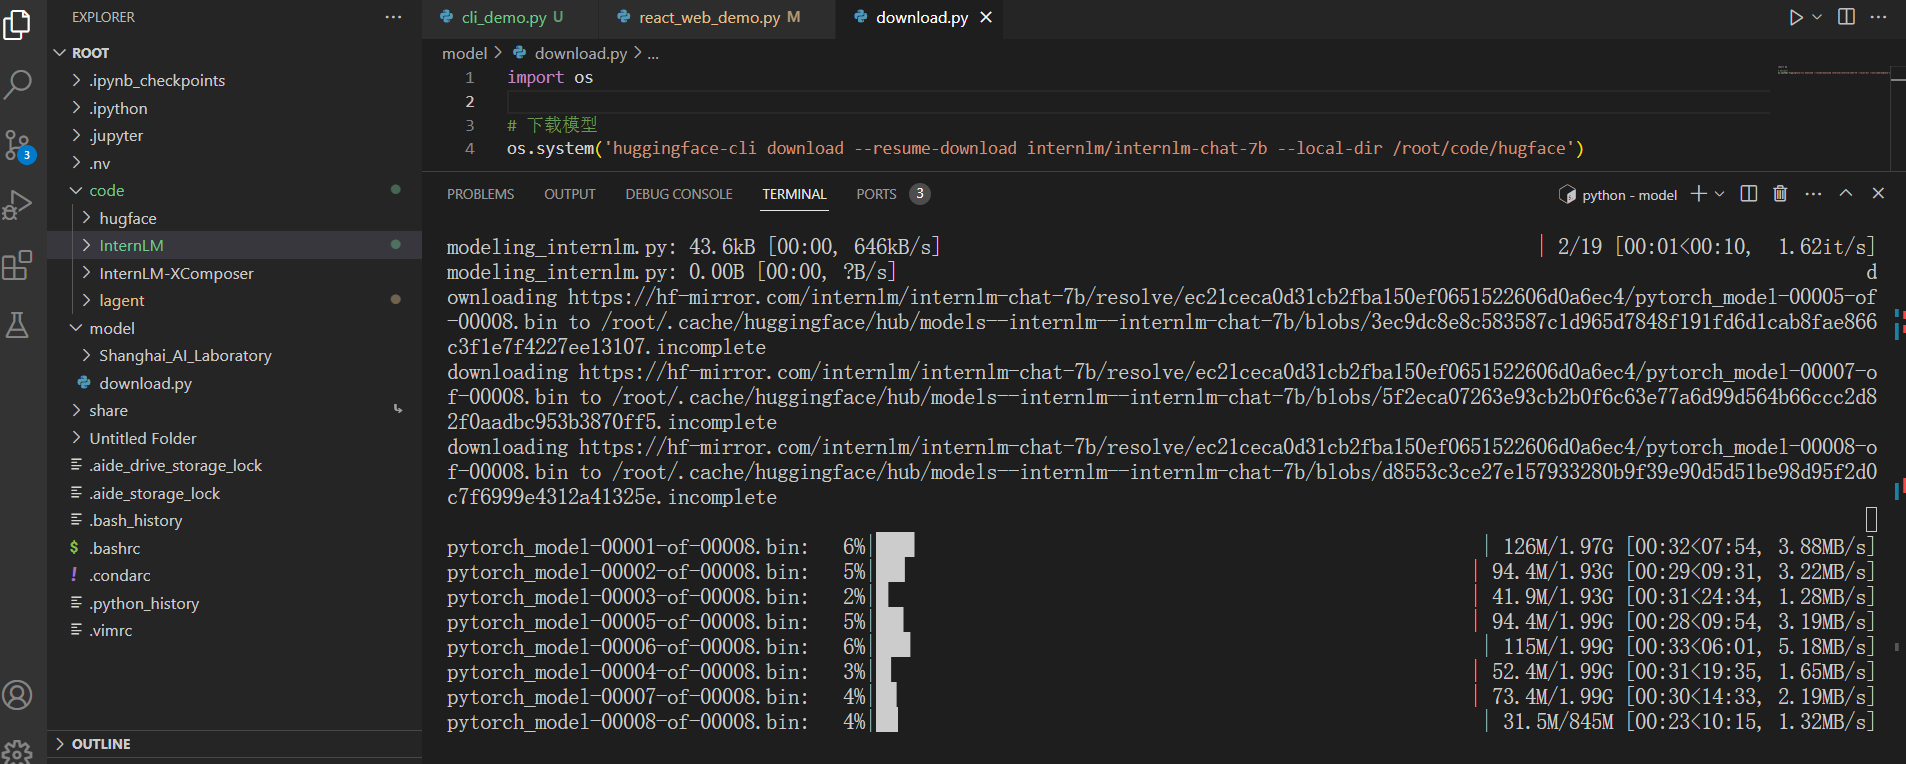 EXPLORER
ROOT
.ipynb_checkpoints
.ipython
.jupyter
.nv
code
hugface
InternLM
InternLM-XComposer
lagent
model
Shanghai_AI_Laboratory
download.py
share
Untitled Folder
.aide_drive_storage_lock
.aide_storage_lock
.bash_history
$ .bashrc
! .condarc
.python_history
.vimrc
OUTLINE
3
cli_demo.py U
react_web_demo.py M
download.py
model > download.py > ...
1 import os
2
3 # 下载模型
4 os.system('huggingface-cli download --resume-download internlm/internlm-chat-7b --local-dir /root/code/hugface')
PROBLEMS OUTPUT DEBUG CONSOLE TERMINAL PORTS 3
python - model
modeling_internlm.py: 43.6kB [00:00, 646kB/s] | 2/19 [00:01<00:10, 1.62it/s]
modeling_internlm.py: 0.00B [00:00, ?B/s] d
ownloading https://hf-mirror.com/internlm/internlm-chat-7b/resolve/ec21ceca0d31cb2fba150ef0651522606d0a6ec4/pytorch_model-00005-of
-00008.bin to /root/.cache/huggingface/hub/models--internlm--internlm-chat-7b/blobs/3ec9dc8e8c583587c1d965d7848f191fd6d1cab8fae866
c3f1e7f4227ee13107.incomplete
downloading https://hf-mirror.com/internlm/internlm-chat-7b/resolve/ec21ceca0d31cb2fba150ef0651522606d0a6ec4/pytorch_model-00007-o
f-00008.bin to /root/.cache/huggingface/hub/models--internlm--internlm-chat-7b/blobs/5f2eca07263e93cb2b0f6c63e77a6d99d564b66ccc2d8
2f0aadbc953b3870ff5.incomplete
downloading https://hf-mirror.com/internlm/internlm-chat-7b/resolve/ec21ceca0d31cb2fba150ef0651522606d0a6ec4/pytorch_model-00008-o
f-00008.bin to /root/.cache/huggingface/hub/models--internlm--internlm-chat-7b/blobs/d8553c3ce27e157933280b9f39e90d5d51be98d95f2d0
c7f6999e4312a41325e.incomplete
pytorch_model-00001-of-00008.bin: 6%| | 126M/1.97G [00:32<07:54, 3.88MB/s]
pytorch_model-00002-of-00008.bin: 5%| | 94.4M/1.93G [00:29<09:31, 3.22MB/s]
pytorch_model-00003-of-00008.bin: 2%| | 41.9M/1.93G [00:31<24:34, 1.28MB/s]
pytorch_model-00005-of-00008.bin: 5%| | 94.4M/1.99G [00:28<09:54, 3.19MB/s]
pytorch_model-00006-of-00008.bin: 6%| | 115M/1.99G [00:33<06:01, 5.18MB/s]
pytorch_model-00004-of-00008.bin: 3%| | 52.4M/1.99G [00:31<19:35, 1.65MB/s]
pytorch_model-00007-of-00008.bin: 4%| | 73.4M/1.99G [00:30<14:33, 2.19MB/s]
pytorch_model-00008-of-00008.bin: 4%| | 31.5M/845M [00:23<10:15, 1.32MB/s]